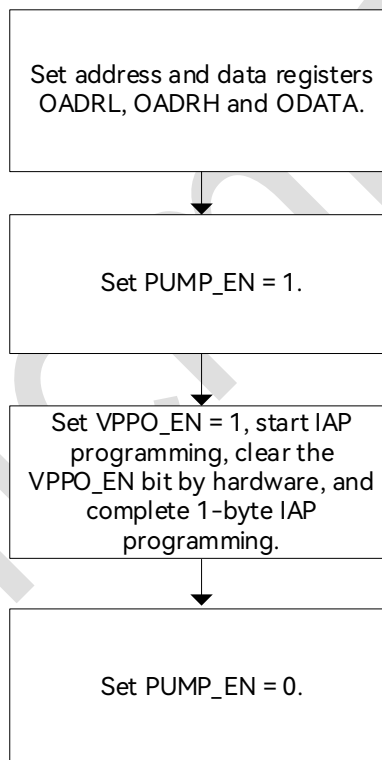 Set address and data registers
OADRL, OADRH and ODATA.
Set PUMP_EN = 1.
Set VPPO_EN = 1, start IAP
programming, clear the
VPPO_EN bit by hardware, and
complete 1-byte IAP
programming.
Set PUMP_EN = 0.